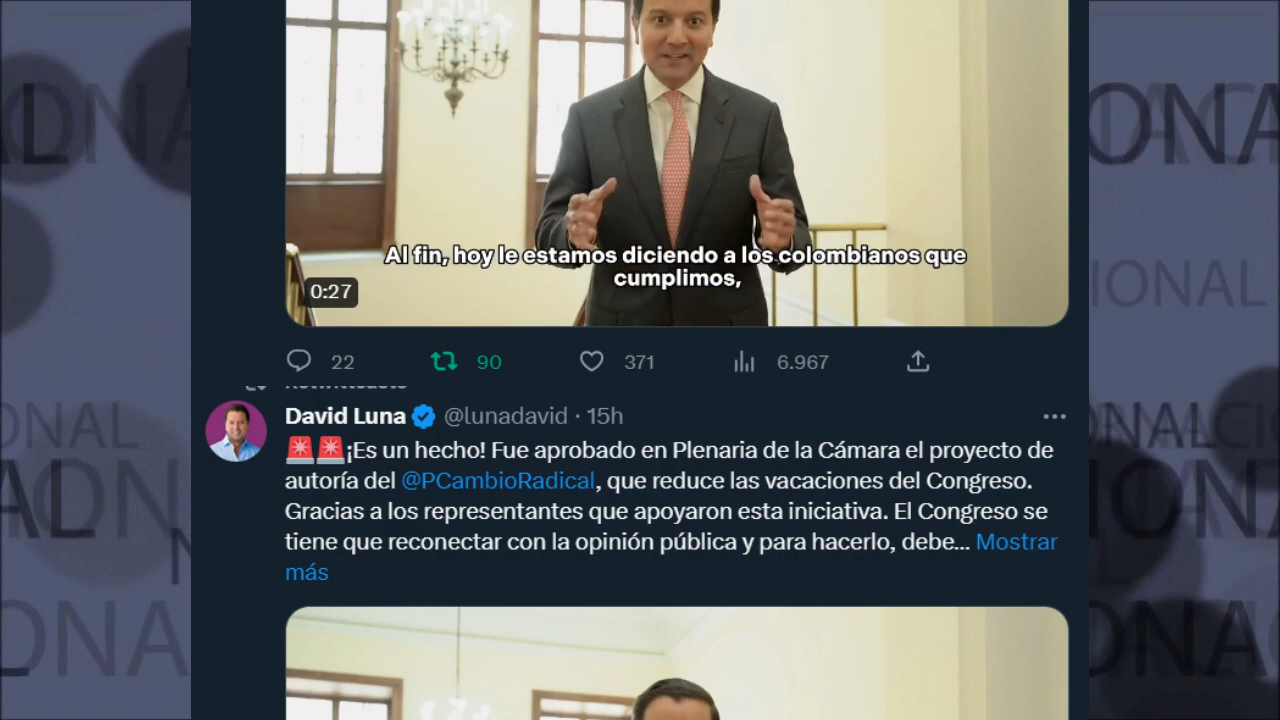 Al fin, hoy le estamos diciendo a los colombianos que
cumplimos,
0:27
22 90 371 6.967
David Luna @lunadavid · 15h
🚨🚨¡Es un hecho! Fue aprobado en Plenaria de la Cámara el proyecto de
autoría del @PCambioRadical, que reduce las vacaciones del Congreso.
Gracias a los representantes que apoyaron esta iniciativa. El Congreso se
tiene que reconectar con la opinión pública y para hacerlo, debe... Mostrar
más